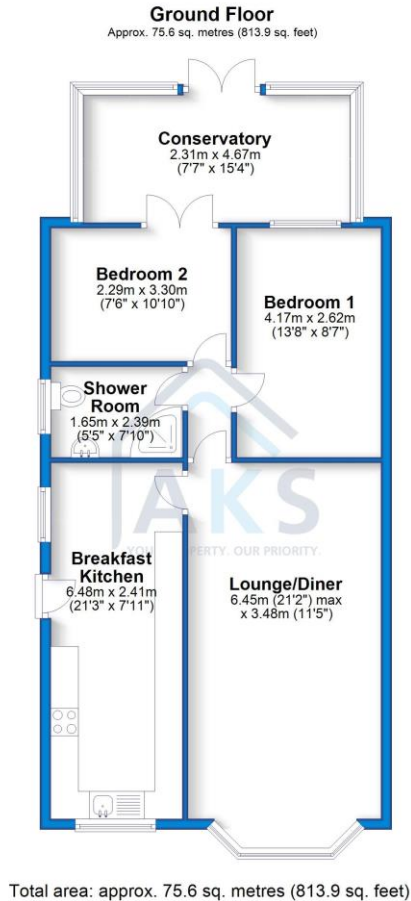 Ground Floor
Approx. 75.6 sq. metres (813.9 sq. feet)
Conservatory
2.31m x 4.67m
(7'7" x 15'4")
Bedroom 2
2.29m x 3.30m
(7'6" x 10'10")
Bedroom 1
4.17m x 2.62m
(13'8" x 8'7")
Shower
Room
1.65m x 2.39m
(5'5" x 7'10")
AKS
YOUR PROPERTY. OUR PRIORITY.
Breakfast
Kitchen
6.48m x 2.41m
(21'3" x 7'11")
Lounge/Diner
6.45m (21'2") max
x 3.48m (11'5")
Total area: approx. 75.6 sq. metres (813.9 sq. feet)